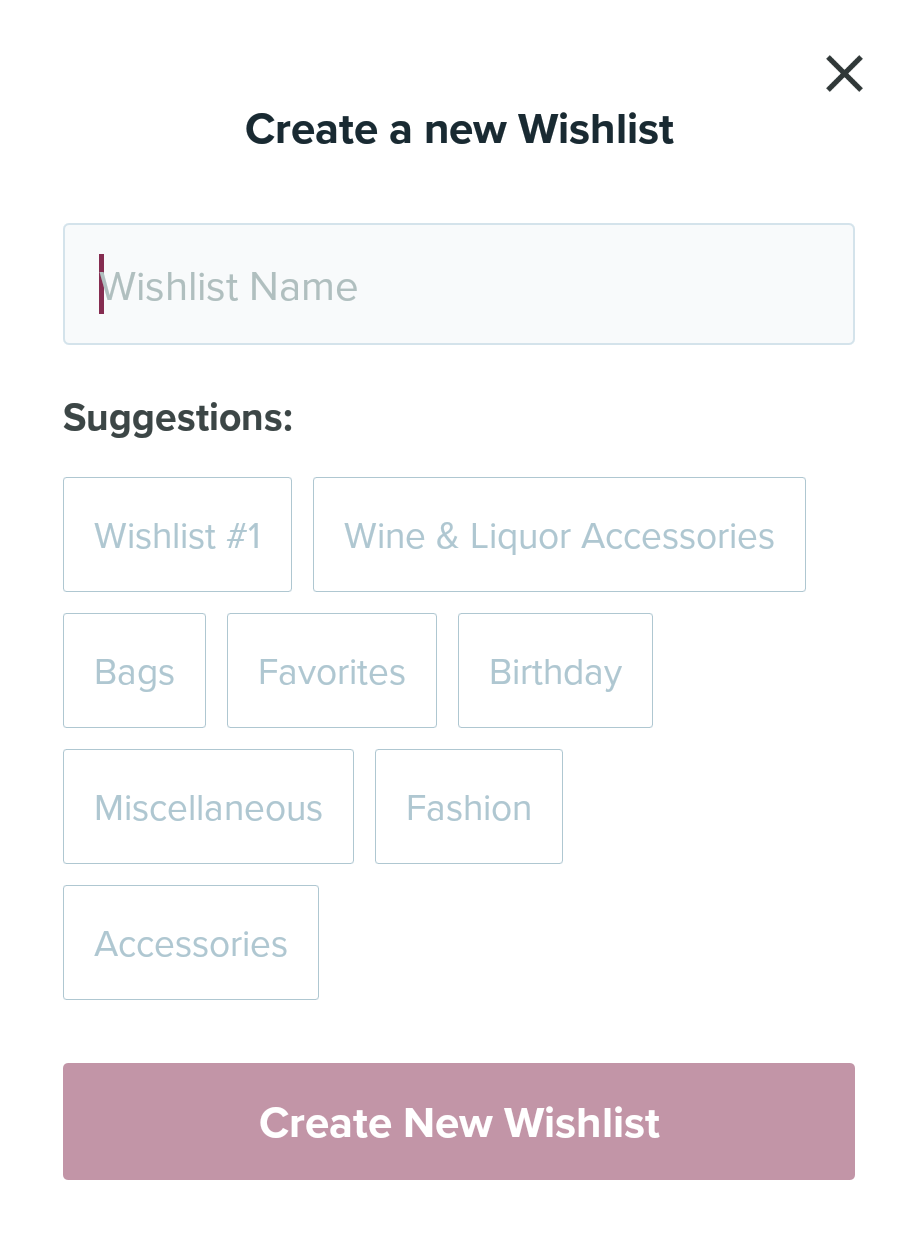 Create a new Wishlist
Wishlist Name
Suggestions:
Wishlist #1
Wine & Liquor Accessories
Bags
Favorites
Birthday
Miscellaneous
Fashion
Accessories
Create New Wishlist